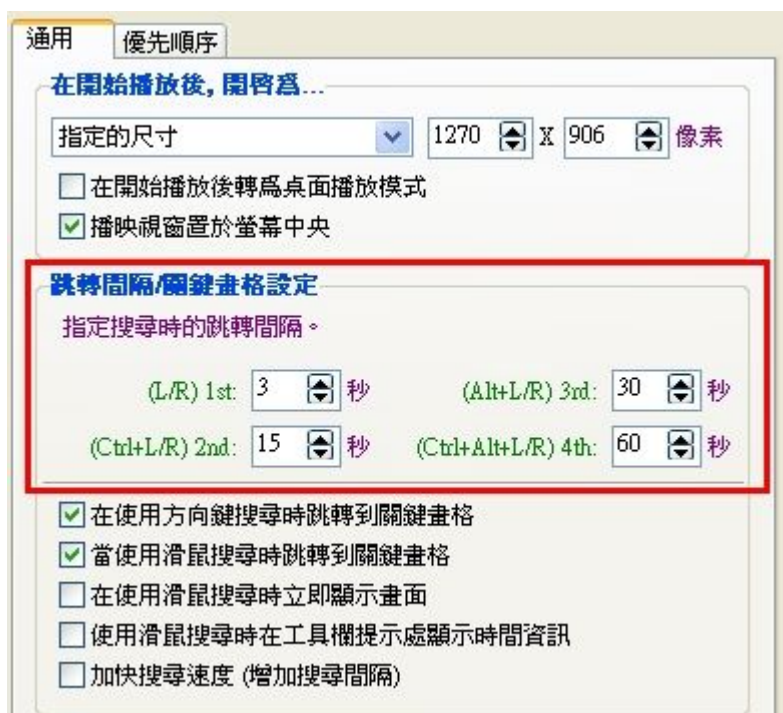 通用 優先順序
在開始播放後, 開啓爲...
指定的尺寸 1270 X 906 像素
在開始播放後轉爲桌面播放模式
播映視窗置於螢幕中央
跳轉間隔/關鍵畫格設定
指定搜尋時的跳轉間隔。
(L/R) 1st: 3 秒 (Alt+L/R) 3rd: 30 秒
(Ctrl+L/R) 2nd: 15 秒 (Ctrl+Alt+L/R) 4th: 60 秒
在使用方向鍵搜尋時跳轉到關鍵畫格
當使用滑鼠搜尋時跳轉到關鍵畫格
在使用滑鼠搜尋時立即顯示畫面
使用滑鼠搜尋時在工具欄提示處顯示時間資訊
加快搜尋速度 (增加搜尋間隔)